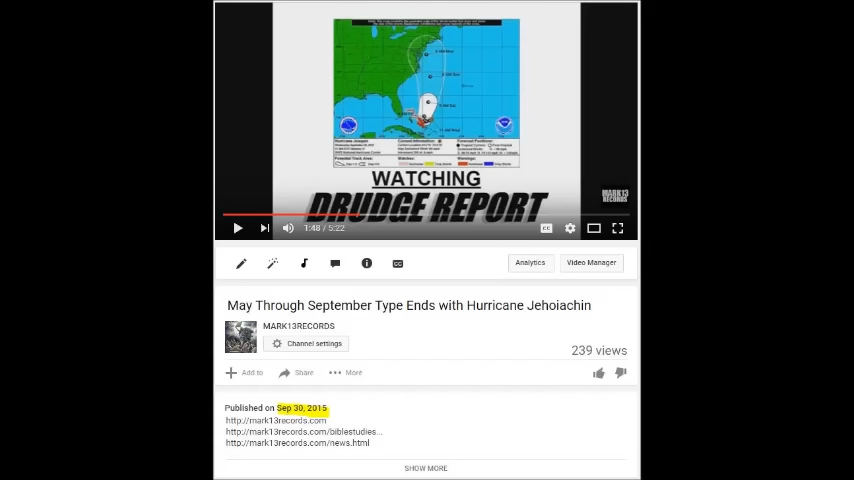 WATCHING
DRUDGE REPORT
MARK13
RECORDS
1:48 / 5:22
CC
Analytics
Video Manager
May Through September Type Ends with Hurricane Jehoiachin
MARK13RECORDS
Channel settings
239 views
Add to
Share
More
Published on Sep 30, 2015
http://mark13records.com
http://mark13records.com/biblestudies...
http://mark13records.com/news.html
SHOW MORE